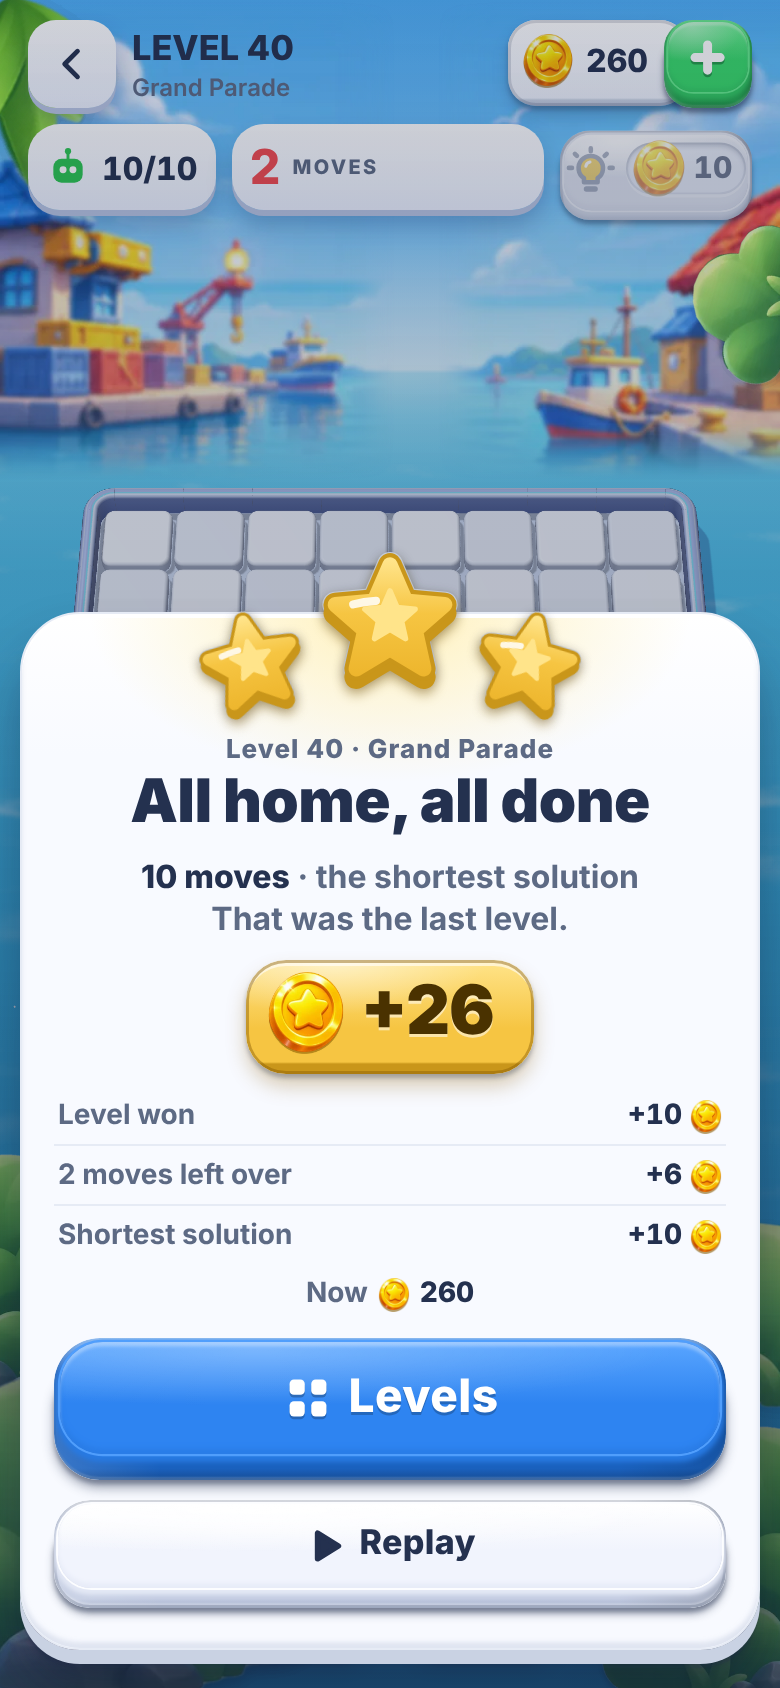 LEVEL 40
Grand Parade
260
10/10
2 MOVES
10
Level 40 · Grand Parade
All home, all done
10 moves · the shortest solution
That was the last level.
+26
Level won +10
2 moves left over +6
Shortest solution +10
Now 260
Levels
Replay